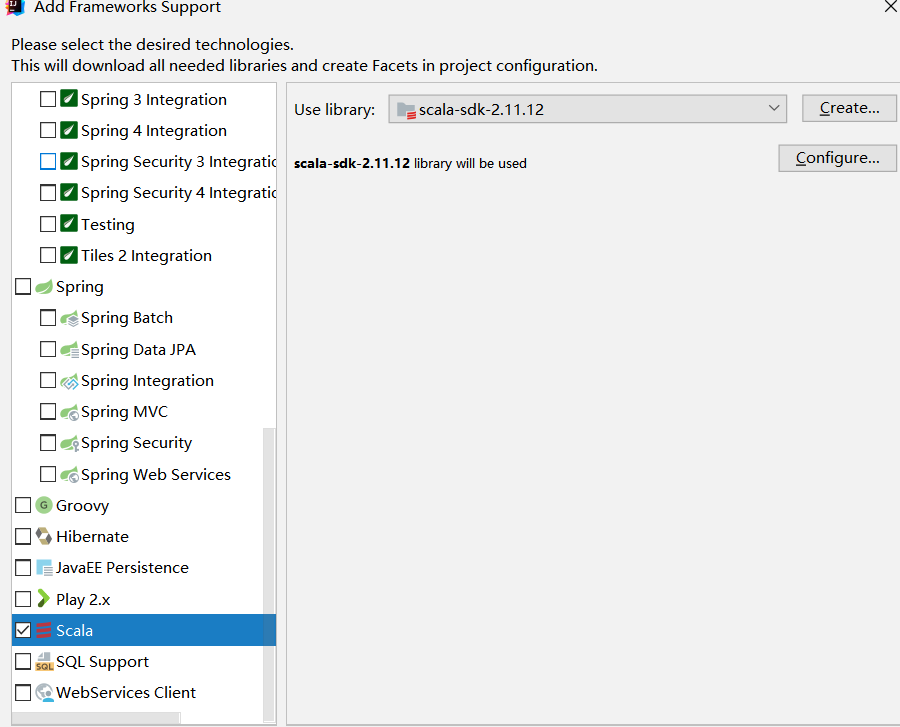 Add Frameworks Support
Please select the desired technologies.
This will download all needed libraries and create Facets in project configuration.
Spring 3 Integration
Spring 4 Integration
Spring Security 3 Integratic
Spring Security 4 Integratic
Testing
Tiles 2 Integration
Spring
Spring Batch
Spring Data JPA
Spring Integration
Spring MVC
Spring Security
Spring Web Services
G Groovy
Hibernate
JavaEE Persistence
Play 2.x
Scala
SQL SQL Support
WebServices Client
Use library:
scala-sdk-2.11.12
Create...
scala-sdk-2.11.12 library will be used
Configure...